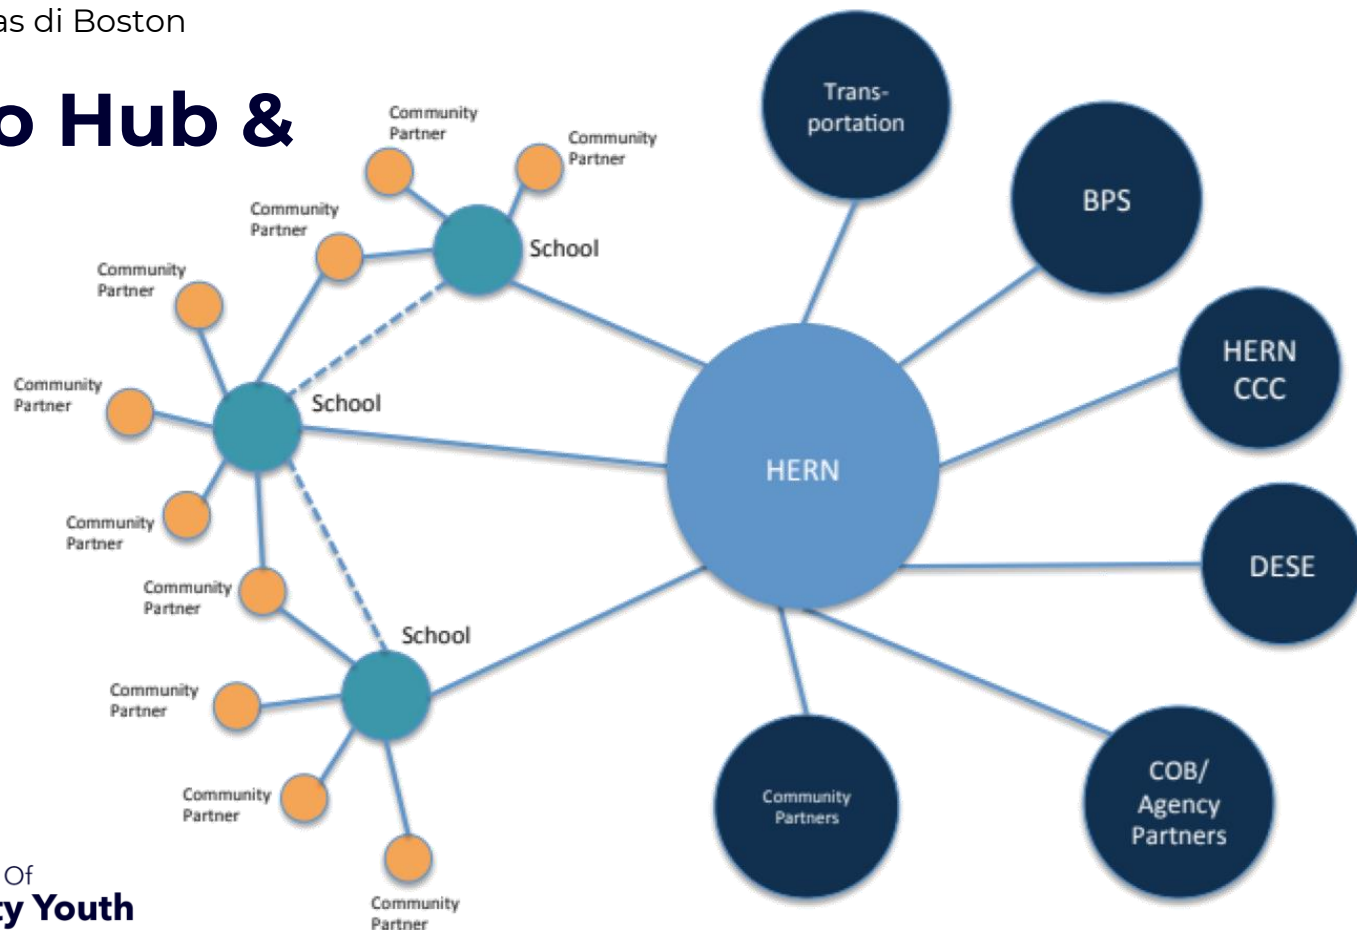 as di Boston
o Hub &
Community
Partner
Community
Partner
Community
Partner
School
Community
Partner
Community
Partner
School
Community
Partner
Community
Partner
School
Community
Partner
Community
Partner
Community
Partner
Trans-
portation
BPS
HERN
CCC
HERN
DESE
COB/
Agency
Partners
Community
Partners
Of
ty Youth